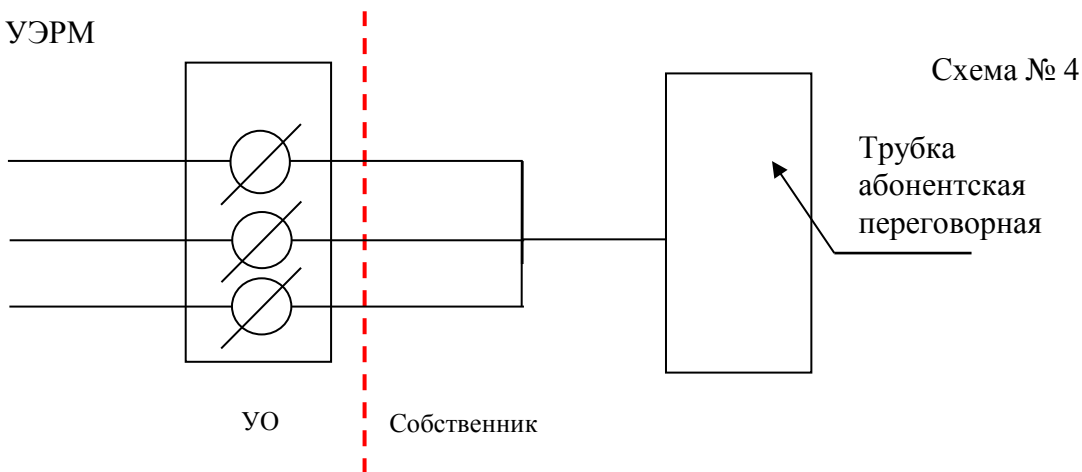 УЭРМ
Схема № 4
Трубка
абонентская
переговорная
УО
Собственник